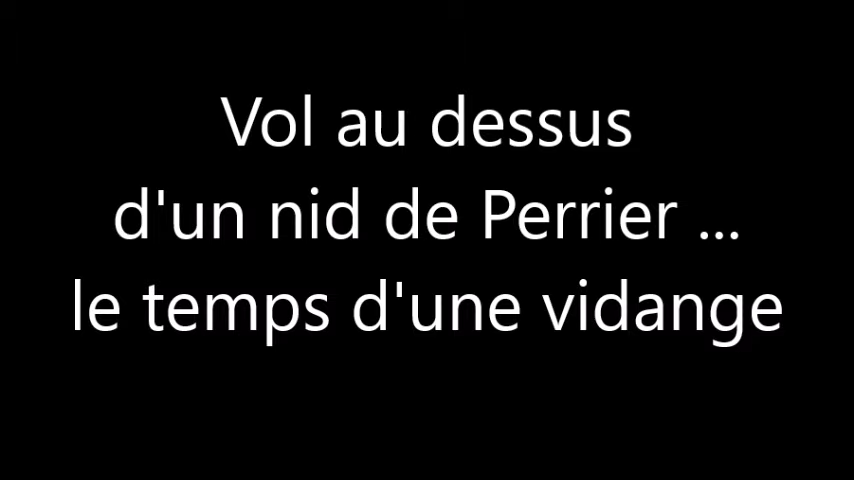 Vol au dessus
d'un nid de Perrier ...
le temps d'une vidange